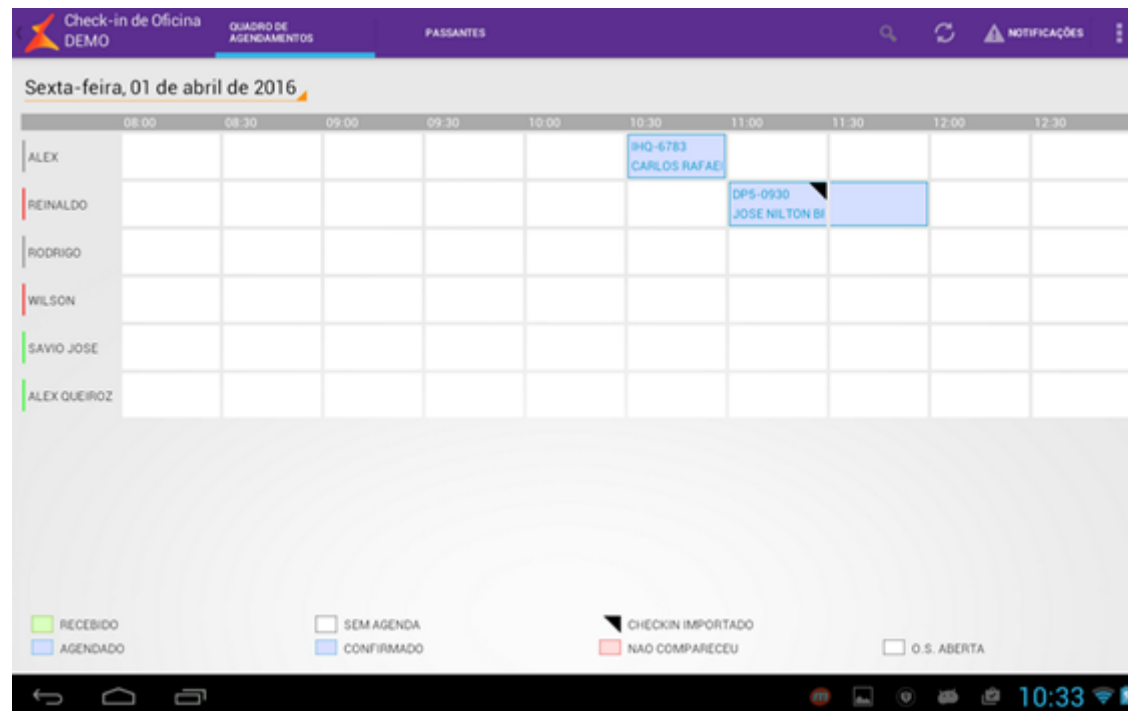 Check-in de Oficina
DEMO
QUADRO DE
AGENDAMENTOS
PASSANTES
NOTIFICAÇÕES
Sexta-feira, 01 de abril de 2016
08:00 08:30 09:00 09:30 10:00 10:30 11:00 11:30 12:00 12:30
ALEX
IHQ-6783
CARLOS RAFAEL
REINALDO
DPS-0930
JOSE NILTON
RODRIGO
WILSON
SAVIO JOSE
ALEX QUEIROZ
RECEBIDO
SEM AGENDA
CHECKIN IMPORTADO
AGENDADO
CONFIRMADO
NAO COMPARECEU
O.S. ABERTA
10:33